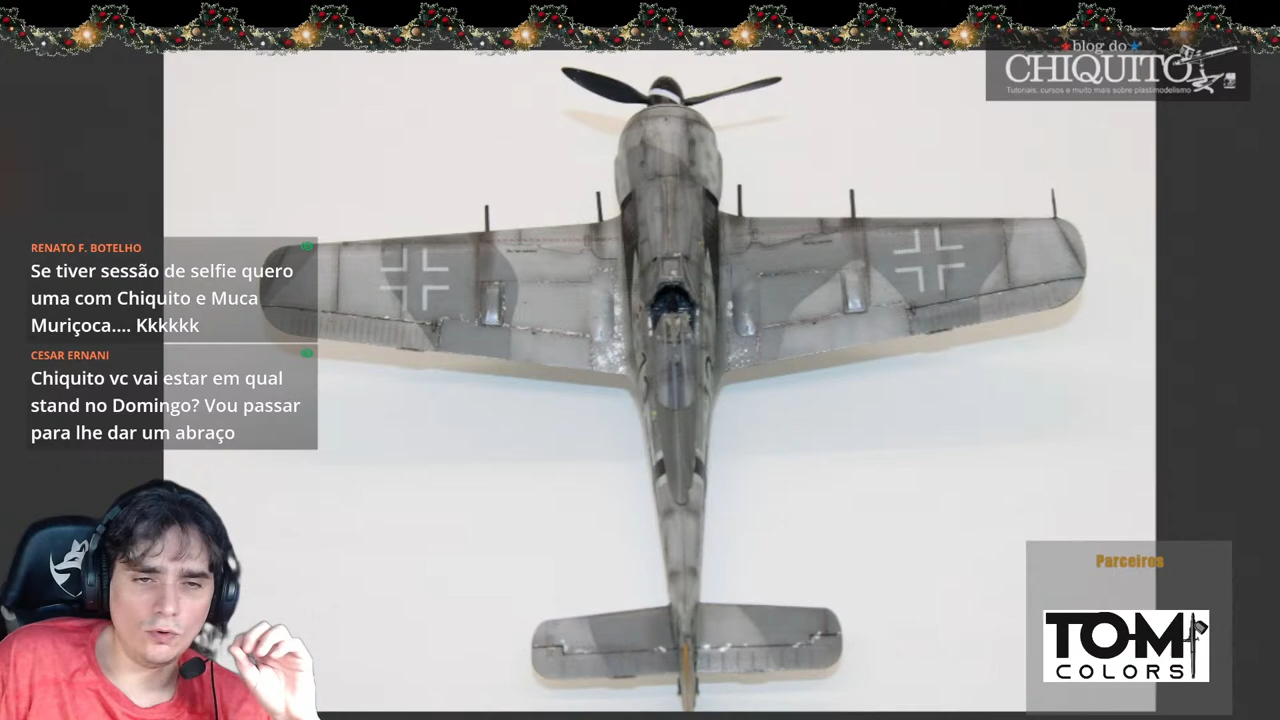 blog do
CHIQUITO
Tutoriais, cursos e muito mais sobre plastimodelismo
RENATO F. BOTELHO
Se tiver sessão de selfie quero
uma com Chiquito e Muca
Muriçoca.... Kkkkkk
CESAR ERNANI
Chiquito vc vai estar em qual
stand no Domingo? Vou passar
para lhe dar um abraço
Parceiros
TOM
COLORS